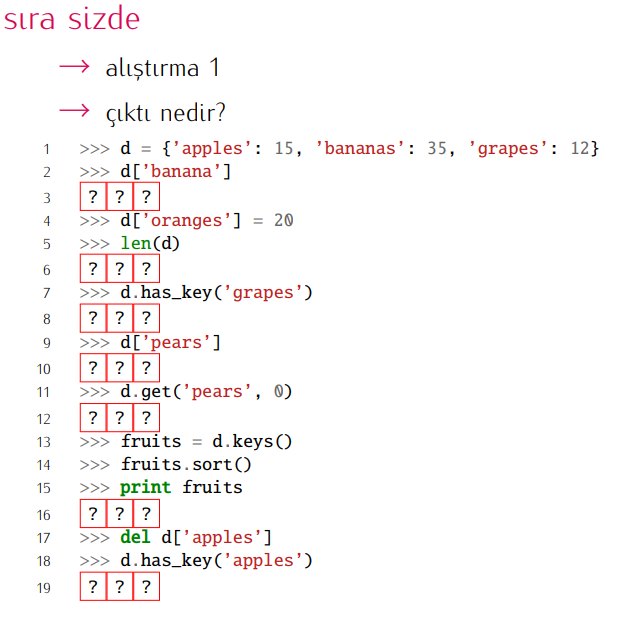 sıra sizde
→ alıştırma 1
→ çıktı nedir?
1 >>> d = {’apples’: 15, ’bananas’: 35, ’grapes’: 12}
2 >>> d[’banana’]
3 ???
4 >>> d[’oranges’] = 20
5 >>> len(d)
6 ???
7 >>> d.has_key(’grapes’)
8 ???
9 >>> d[’pears’]
10 ???
11 >>> d.get(’pears’, 0)
12 ???
13 >>> fruits = d.keys()
14 >>> fruits.sort()
15 >>> print fruits
16 ???
17 >>> del d[’apples’]
18 >>> d.has_key(’apples’)
19 ???